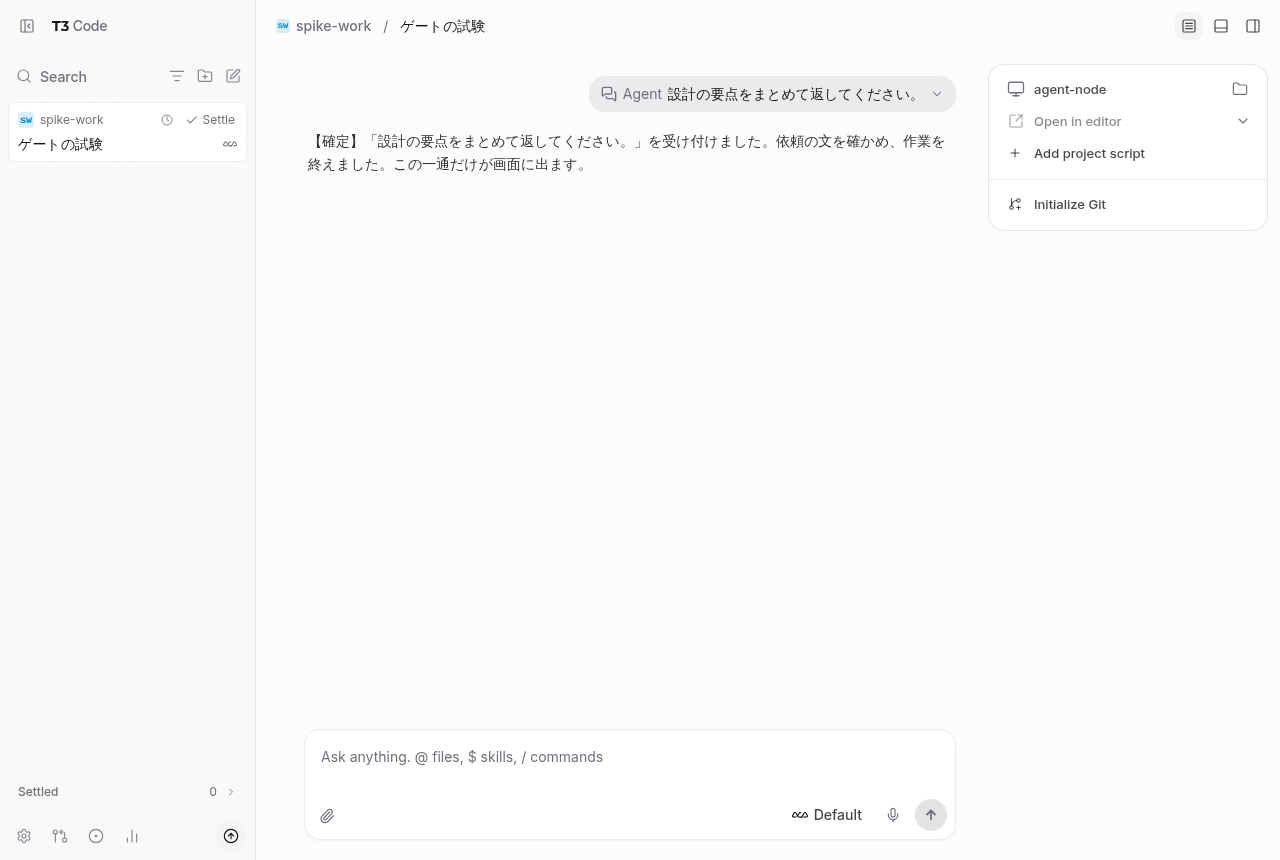 T3 Code
Search
SW spike-work
Settle
ゲートの試験
Settled 0
SW spike-work / ゲートの試験
Agent 設計の要点をまとめて返してください。
【確定】「設計の要点をまとめて返してください。」を受け付けました。依頼の文を確かめ、作業を
終えました。この一通だけが画面に出ます。
Ask anything. @ files, $ skills, / commands
Default
agent-node
Open in editor
Add project script
Initialize Git